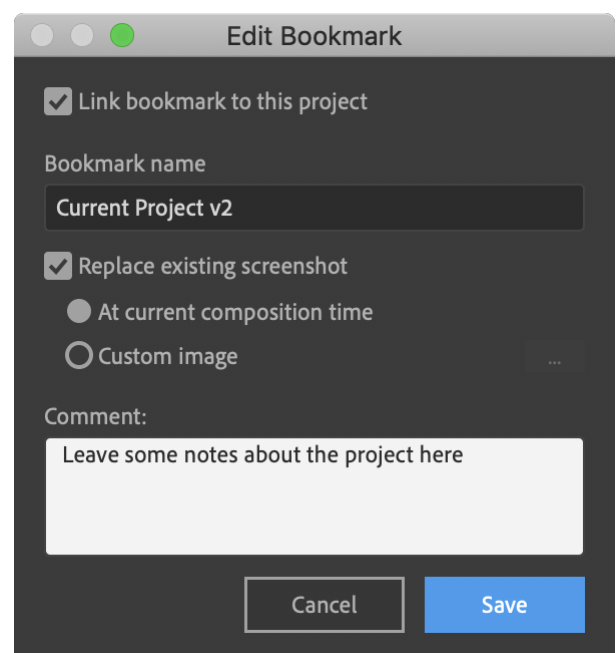 Edit Bookmark
Link bookmark to this project
Bookmark name
Current Project v2
Replace existing screenshot
At current composition time
Custom image
...
Comment:
Leave some notes about the project here
Cancel
Save